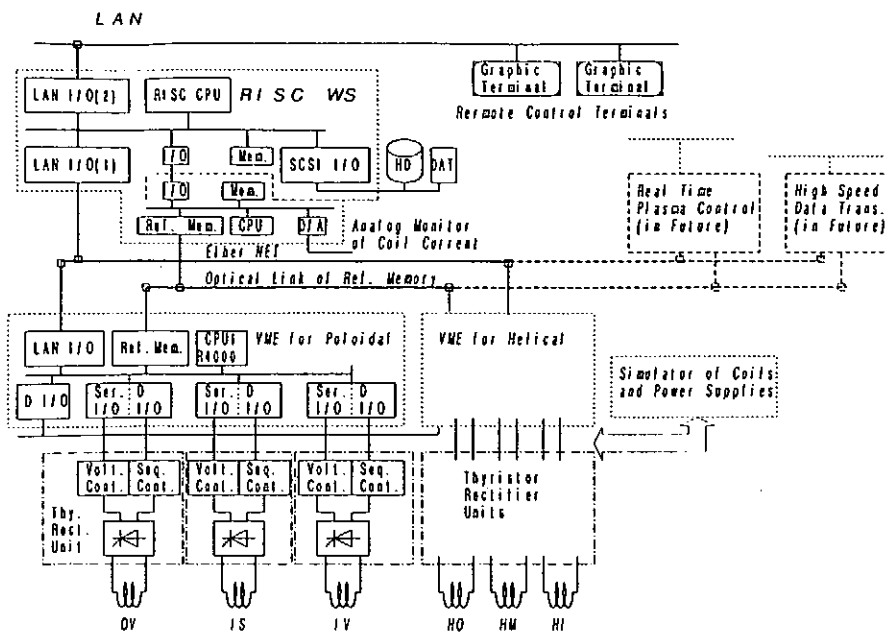 LAN
LAN I/O(2)
RISC CPU
RISC WS
Graphic Terminal
Graphic Terminal
Rermote Control Terminals
LAN I/O(1)
I/O
Mem.
SCSI I/O
HD
DAT
I/O
Mem.
Ref. Mem.
CPU
D/A
Analog Monitor
of Coil Current
Real Time
Plasma Control
(in Future)
High Speed
Data Trans.
(in Future)
Ether NET
Optical Link of Ref. Memory
LAN I/O
Ref. Mem.
CPU:
R4000
VME for Poloidal
VME for Helical
D I/O
Ser. I/O
D I/O
Ser. I/O
D I/O
Ser. I/O
D I/O
Simulator of Coils
and Power Supplies
Volt. Cont.
Seq. Cont.
Volt. Cont.
Seq. Cont.
Volt. Cont.
Seq. Cont.
Thyristor
Rectifier
Units
Thy.
Rect.
Unit
OV
IS
IV
HO
HM
HI